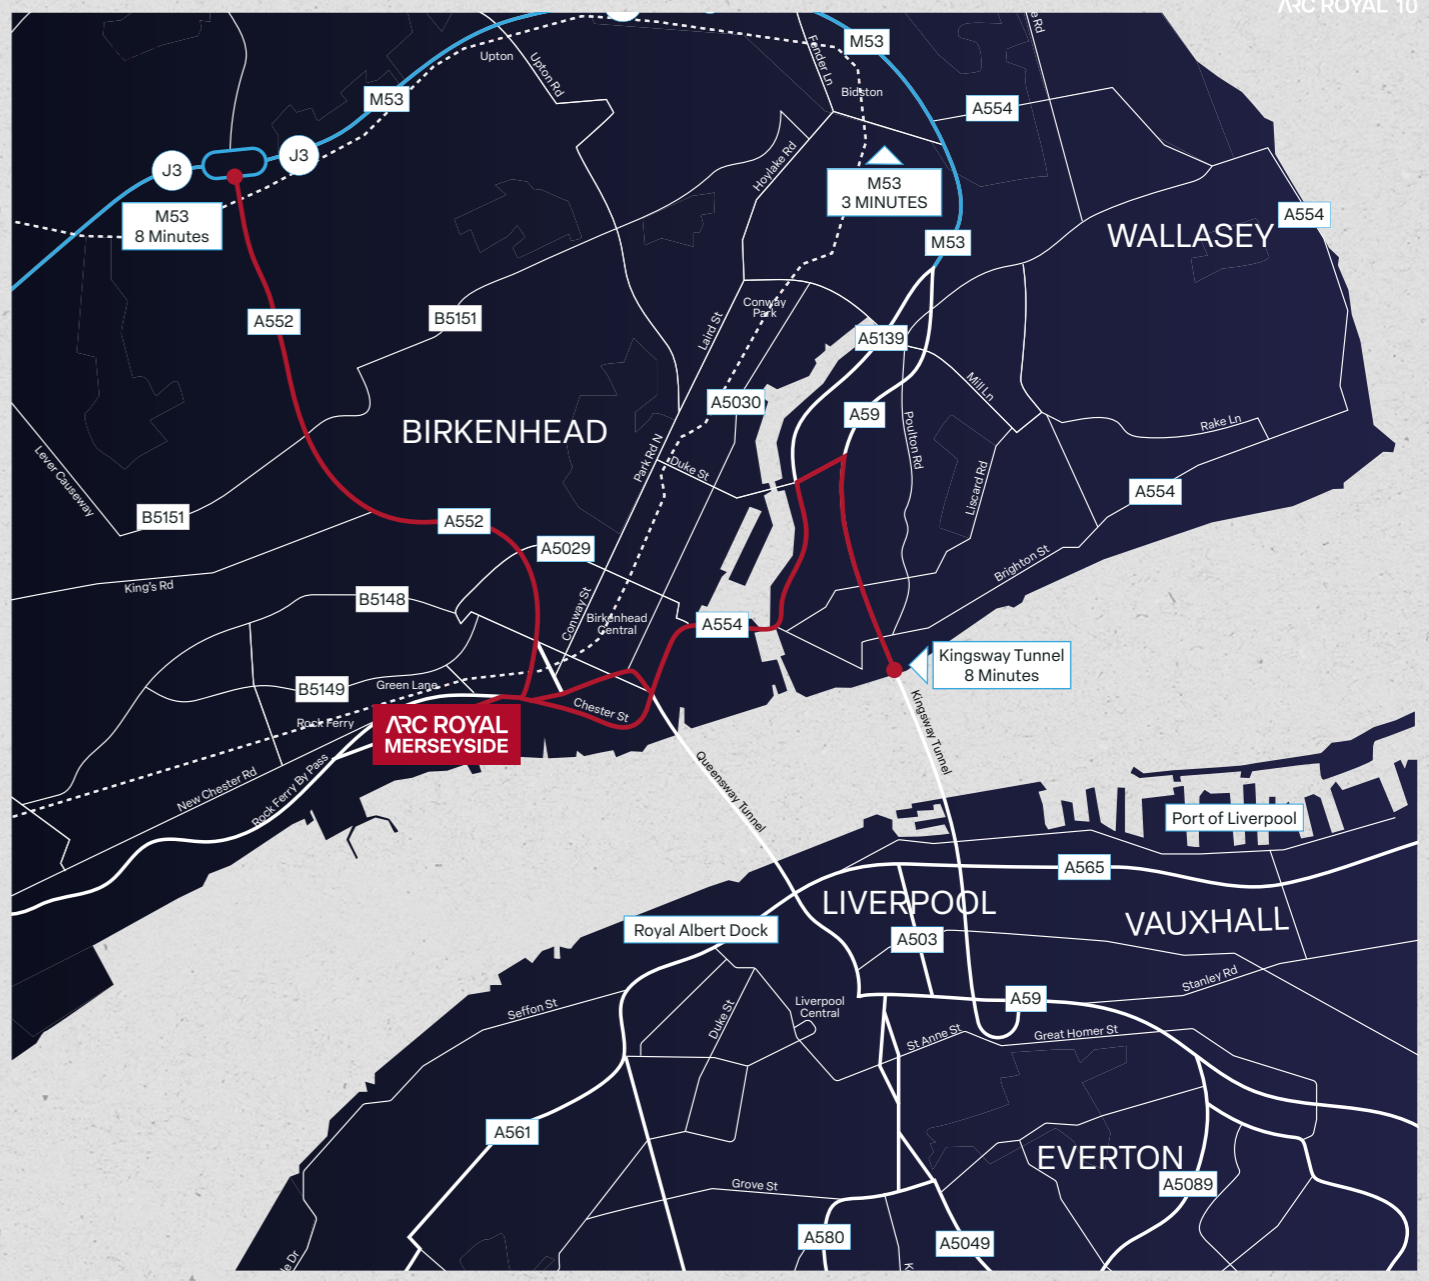 ARC ROYAL 10
M53
Upton
Upton Rd
Fender Ln
Bidston
M53
A554
J3
J3
Hoylake Rd
M53
3 MINUTES
M53
8 Minutes
A554
WALLASEY
M53
A552
B5151
Conway
Park
Laird St
A5139
Mill Ln
A5030
A59
Poulton Rd
Rake Ln
BIRKENHEAD
Park Rd N
Duke St
Lever Causeway
Liscard Rd
A554
B5151
A552
A5029
Brighton St
King's Rd
B5148
Conway St
Birkenhead
Central
A554
Kingsway Tunnel
8 Minutes
Green Lane
B5149
Rock Ferry
Chester St
ARC ROYAL
MERSEYSIDE
Kingsway Tunnel
New Chester Rd
Rock Ferry By Pass
Queensway Tunnel
Port of Liverpool
A565
LIVERPOOL
VAUXHALL
Royal Albert Dock
A503
Stanley Rd
Seffon St
Duke St
Liverpool
Central
A59
St Anne St
Great Homer St
A561
EVERTON
A5089
Grove St
A580
A5049